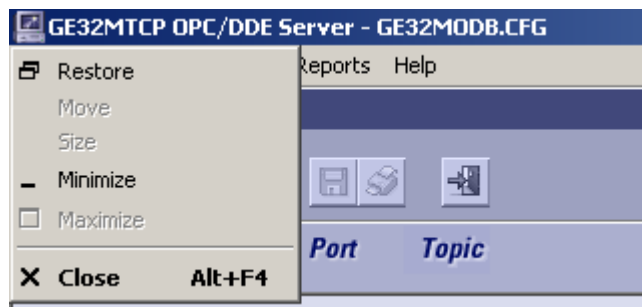 GE32MTCP OPC/DDE Server - GE32MODB.CFG
Reports Help
Restore
Move
Size
Minimize
Maximize
Close Alt+F4
Port Topic